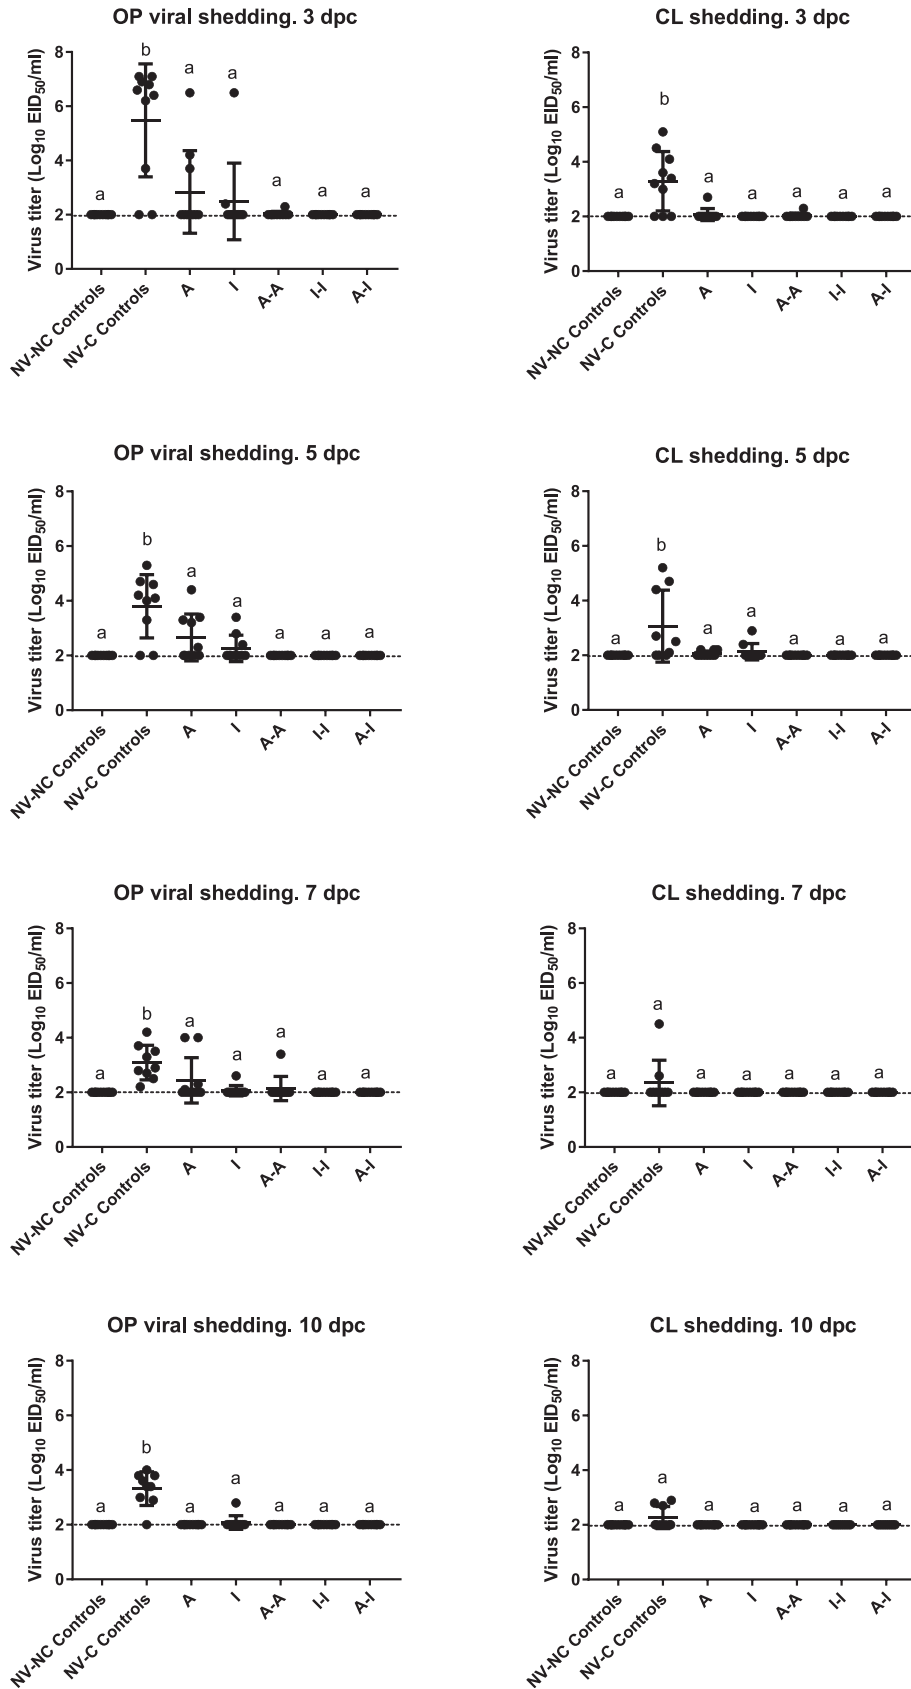 OP viral shedding. 3 dpc
Virus titer (Log10 EID50/ml)
8
6
4
2
0
a
b
a
a
a
a
a
NV-NC Controls
NV-C Controls
A
I
A-A
I-I
A-I
CL shedding. 3 dpc
Virus titer (Log10 EID50/ml)
8
6
4
2
0
a
b
a
a
a
a
a
NV-NC Controls
NV-C Controls
A
I
A-A
I-I
A-I
OP viral shedding. 5 dpc
Virus titer (Log10 EID50/ml)
8
6
4
2
0
a
b
a
a
a
a
a
NV-NC Controls
NV-C Controls
A
I
A-A
I-I
A-I
CL shedding. 5 dpc
Virus titer (Log10 EID50/ml)
8
6
4
2
0
a
b
a
a
a
a
a
NV-NC Controls
NV-C Controls
A
I
A-A
I-I
A-I
OP viral shedding. 7 dpc
Virus titer (Log10 EID50/ml)
8
6
4
2
0
a
b
a
a
a
a
a
NV-NC Controls
NV-C Controls
A
I
A-A
I-I
A-I
CL shedding. 7 dpc
Virus titer (Log10 EID50/ml)
8
6
4
2
0
a
a
a
a
a
a
a
NV-NC Controls
NV-C Controls
A
I
A-A
I-I
A-I
OP viral shedding. 10 dpc
Virus titer (Log10 EID50/ml)
8
6
4
2
0
a
b
a
a
a
a
a
NV-NC Controls
NV-C Controls
A
I
A-A
I-I
A-I
CL shedding. 10 dpc
Virus titer (Log10 EID50/ml)
8
6
4
2
0
a
a
a
a
a
a
a
NV-NC Controls
NV-C Controls
A
I
A-A
I-I
A-I